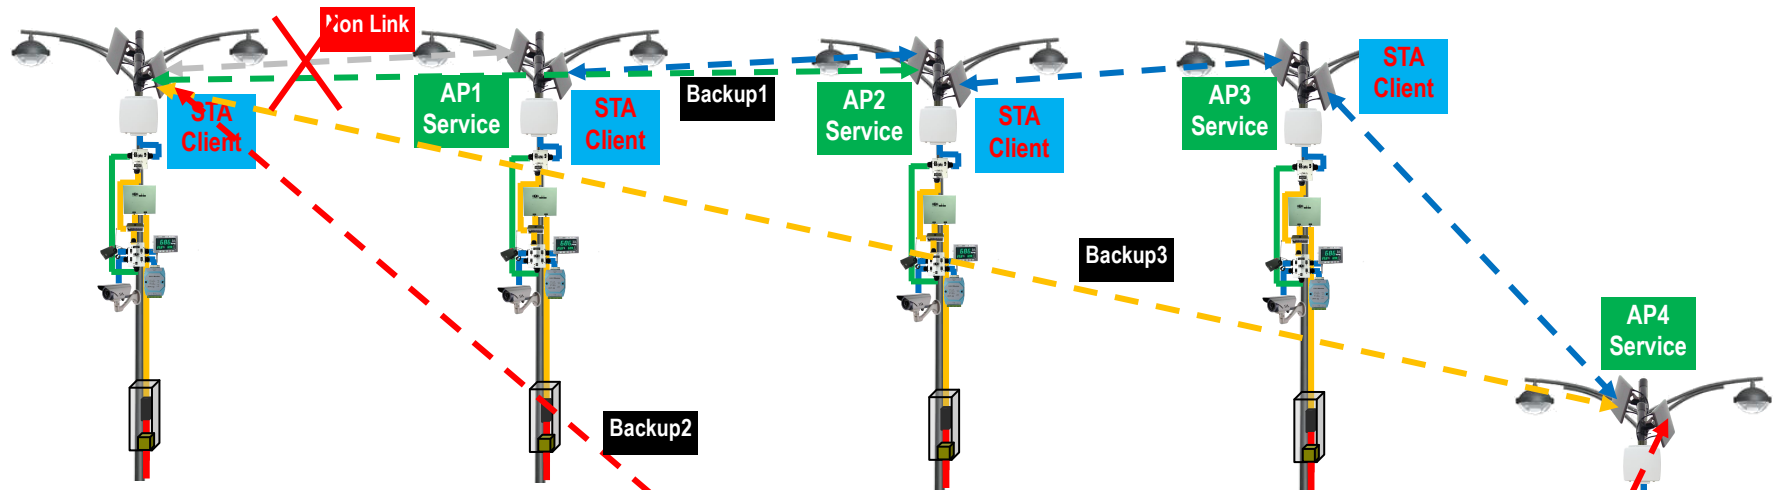 Non Link
STA
Client
AP1
Service
STA
Client
Backup1
AP2
Service
STA
Client
AP3
Service
STA
Client
Backup3
AP4
Service
Backup2